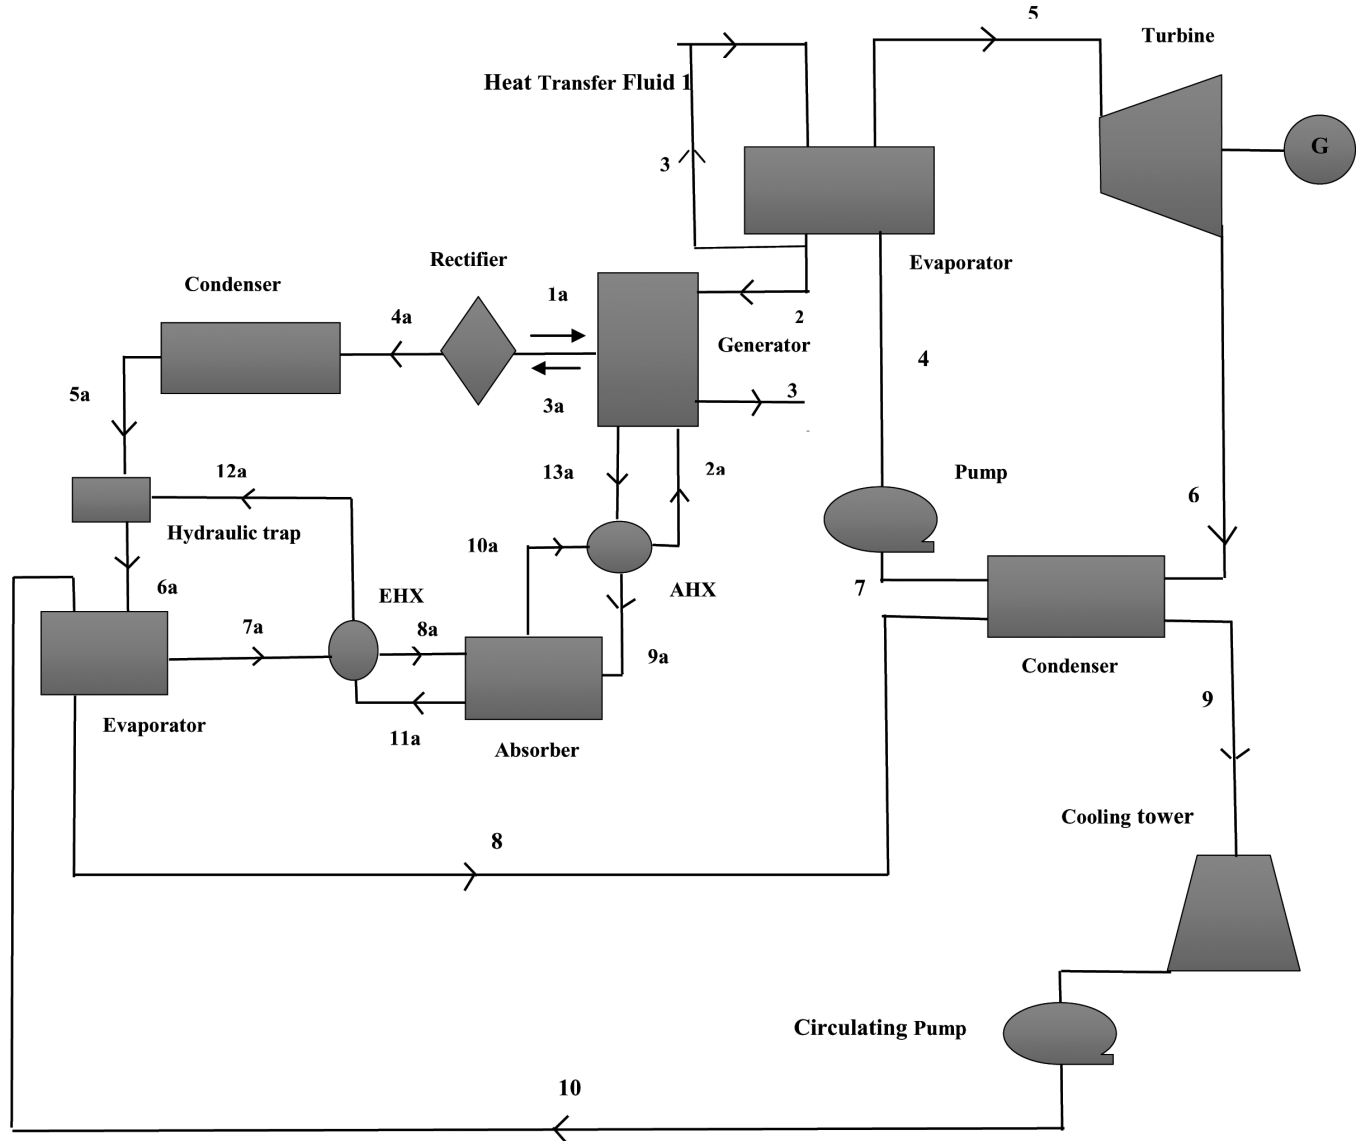 5
Turbine
Heat Transfer Fluid 1
G
3
Rectifier
Evaporator
Condenser
1a
4a
2
Generator
4
5a
3a
3
12a
13a
2a
Pump
6
Hydraulic trap
10a
6a
EHX
AHX
7
7a
8a
9a
Condenser
9
Evaporator
11a
Absorber
Cooling tower
8
Circulating Pump
10